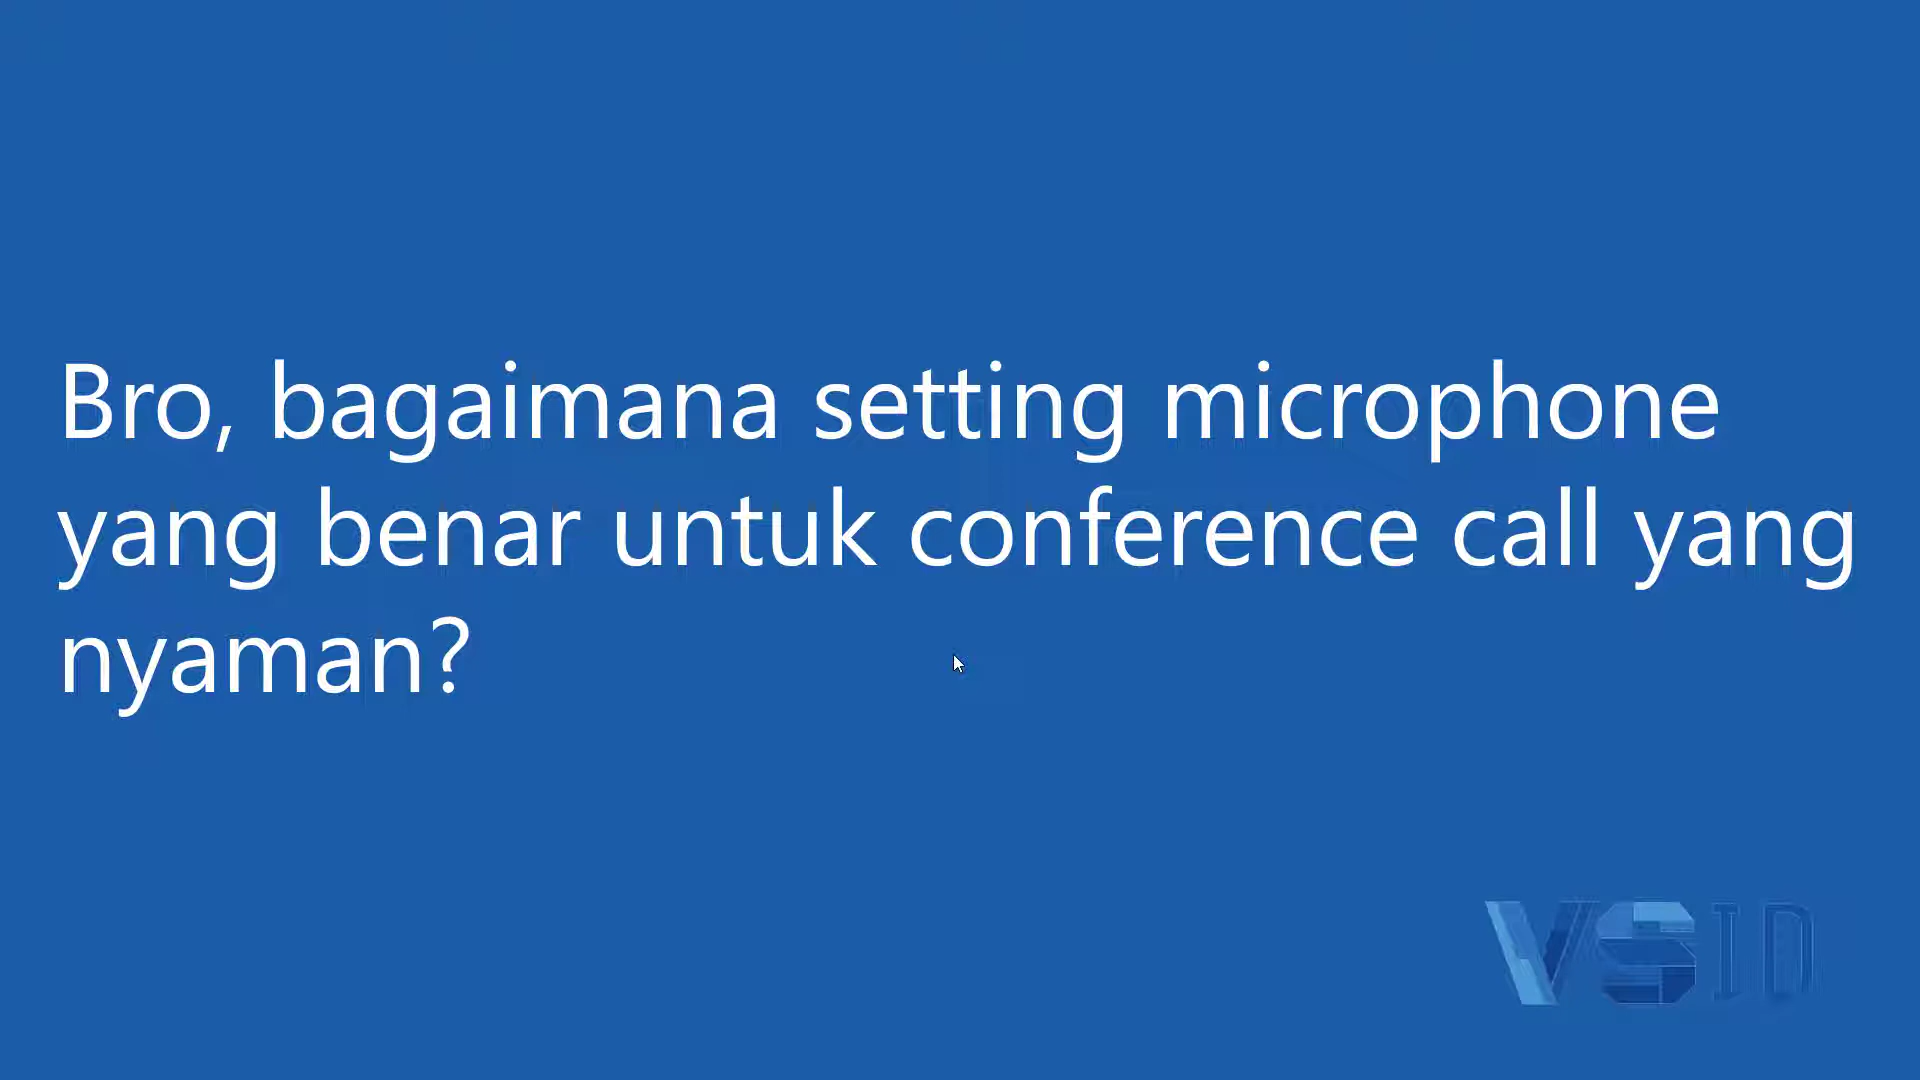 Bro, bagaimana setting microphone
yang benar untuk conference call yang
nyaman?
VSID